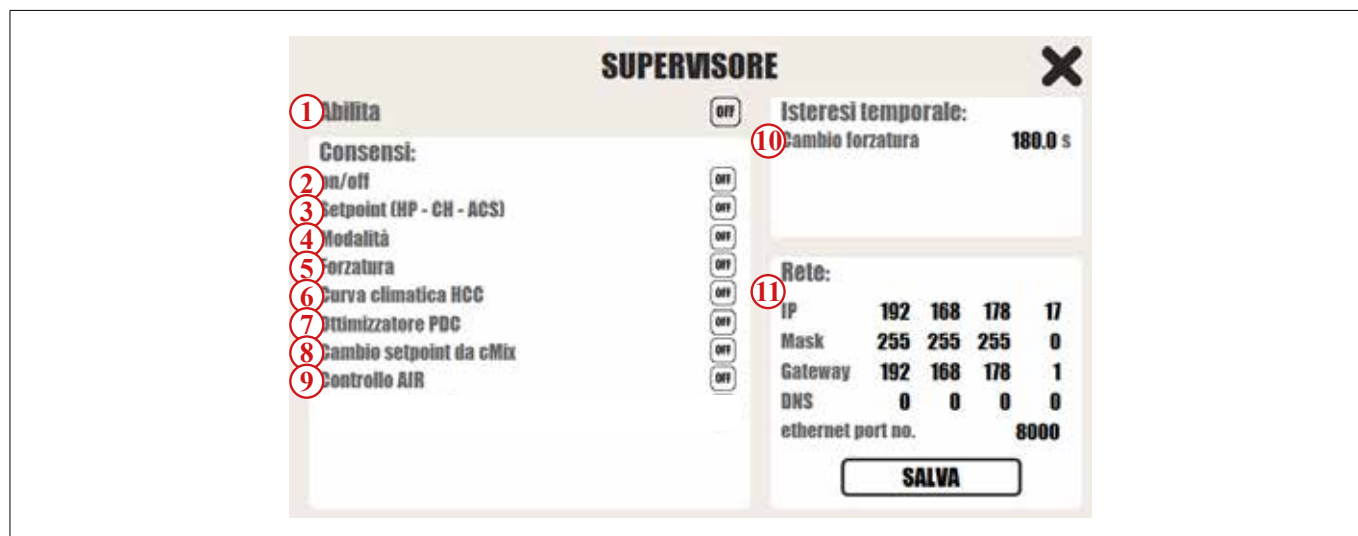 SUPERVISORE
1 Abilita OFF
Consensi:
2 on/off OFF
3 Setpoint (HP - CH - ACS) OFF
4 Modalità OFF
5 Forzatura OFF
6 Curva climatica HCC OFF
7 Ottimizzatore PDC OFF
8 Cambio setpoint da cMix OFF
9 Controllo AIR OFF
Isteresi temporale:
10 Cambio forzatura 180.0 s
Rete:
11
IP 192 168 178 17
Mask 255 255 255 0
Gateway 192 168 178 1
DNS 0 0 0 0
ethernet port no. 8000
SALVA